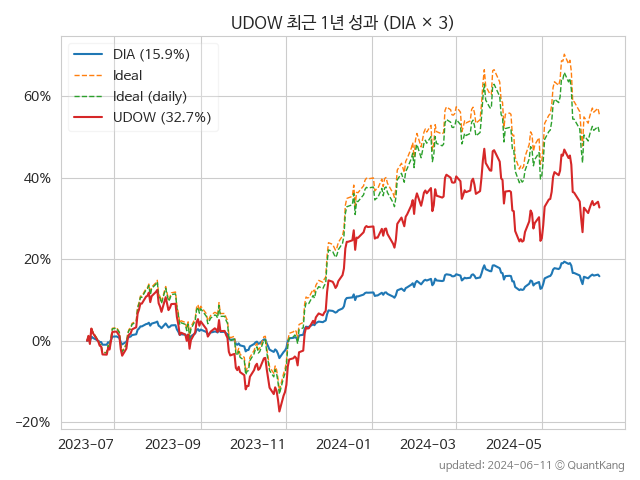 UDOW 최근 1년 성과 (DIA × 3)
DIA (15.9%)
Ideal
Ideal (daily)
UDOW (32.7%)
60%
40%
20%
0%
−20%
2023−07
2023−09
2023−11
2024−01
2024−03
2024−05
updated: 2024-06-11 © QuantKang